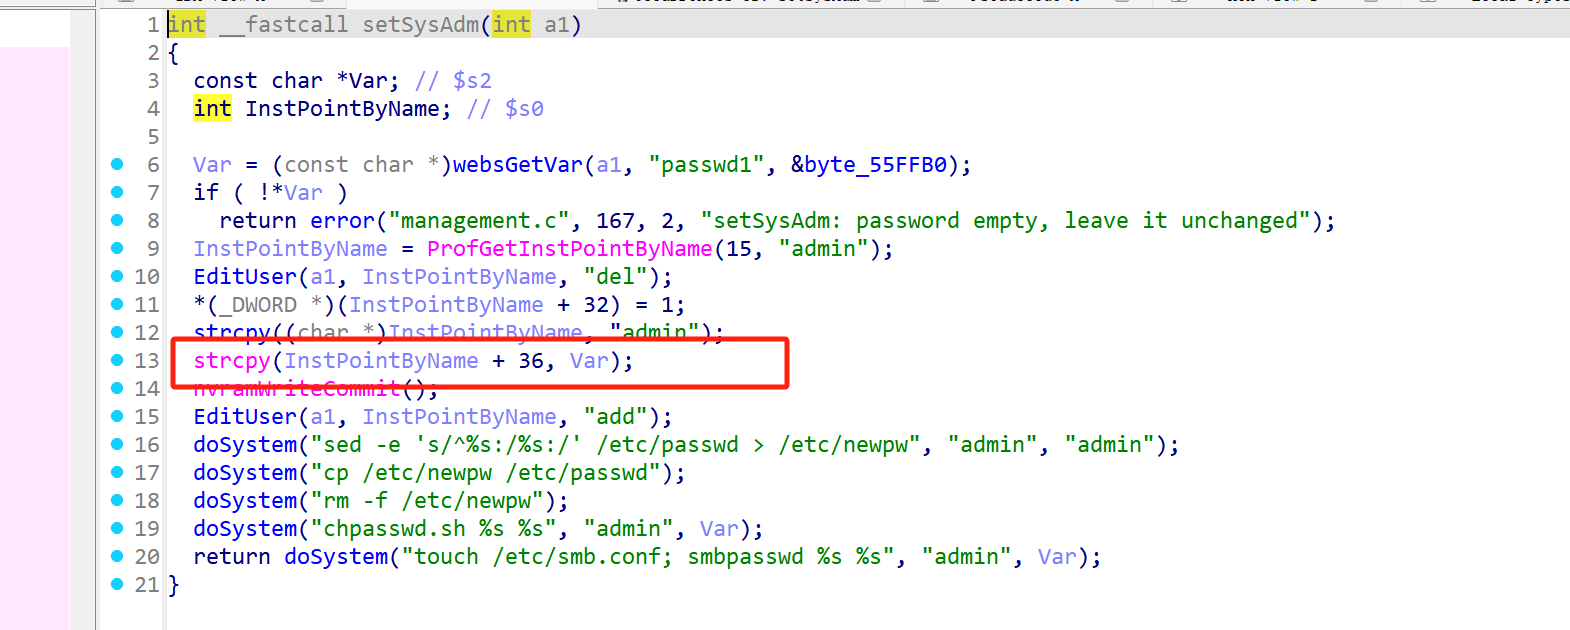 1 int __fastcall setSysAdm(int a1)
2 {
3 const char *Var; // $s2
4 int InstPointByName; // $s0
5
6 Var = (const char *)websGetVar(a1, "passwd1", &byte_55FFB0);
7 if ( !*Var )
8 return error("management.c", 167, 2, "setSysAdm: password empty, leave it unchanged");
9 InstPointByName = ProfGetInstPointByName(15, "admin");
10 EditUser(a1, InstPointByName, "del");
11 *(_DWORD *)(InstPointByName + 32) = 1;
12 strcpy((char *)InstPointByName, "admin");
13 strcpy(InstPointByName + 36, Var);
14 nvramWriteCommit();
15 EditUser(a1, InstPointByName, "add");
16 doSystem("sed -e 's/^%s:/%s:/' /etc/passwd > /etc/newpw", "admin", "admin");
17 doSystem("cp /etc/newpw /etc/passwd");
18 doSystem("rm -f /etc/newpw");
19 doSystem("chpasswd.sh %s %s", "admin", Var);
20 return doSystem("touch /etc/smb.conf; smbpasswd %s %s", "admin", Var);
21 }